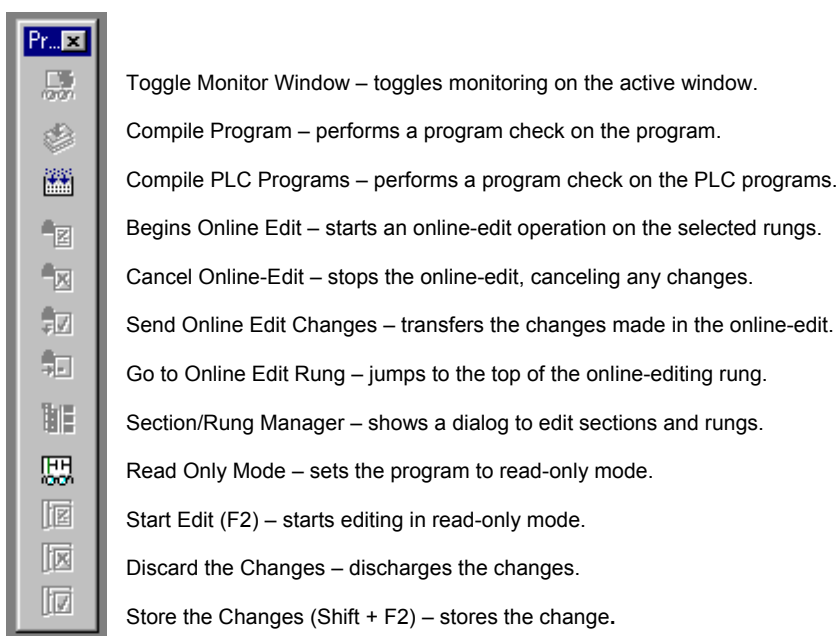 Pr...
Toggle Monitor Window – toggles monitoring on the active window.
Compile Program – performs a program check on the program.
Compile PLC Programs – performs a program check on the PLC programs.
Begins Online Edit – starts an online-edit operation on the selected rungs.
Cancel Online-Edit – stops the online-edit, canceling any changes.
Send Online Edit Changes – transfers the changes made in the online-edit.
Go to Online Edit Rung – jumps to the top of the online-editing rung.
Section/Rung Manager – shows a dialog to edit sections and rungs.
Read Only Mode – sets the program to read-only mode.
Start Edit (F2) – starts editing in read-only mode.
Discard the Changes – discharges the changes.
Store the Changes (Shift + F2) – stores the change.